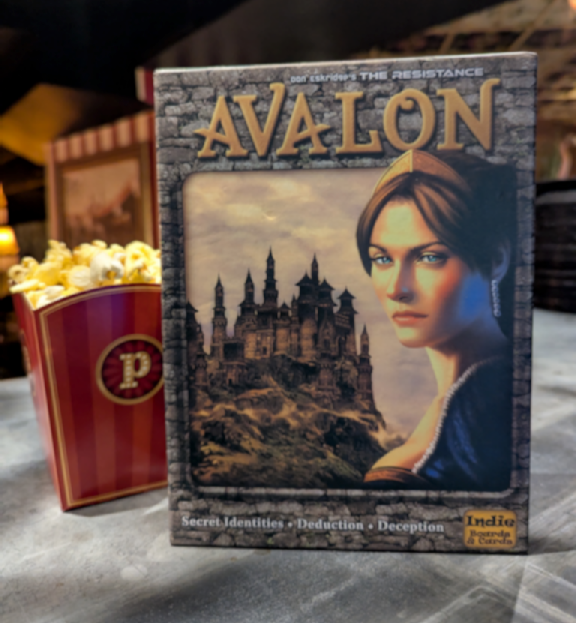 Don Eskridge's THE RESISTANCE
AVALON
P
Secret Identities • Deduction • Deception
Indie
Boards
& Cards